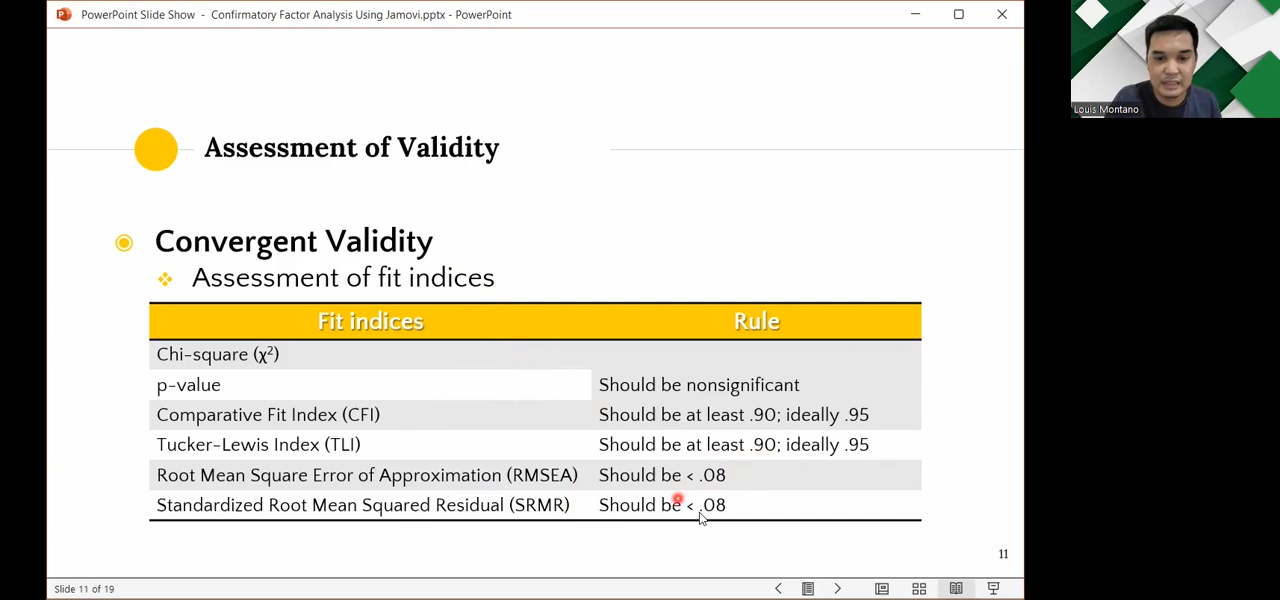 PowerPoint Slide Show - Confirmatory Factor Analysis Using Jamovi.pptx - PowerPoint
Louis Montano
Assessment of Validity
Convergent Validity
Assessment of fit indices
Fit indices Rule
Chi-square (χ²)
p-value Should be nonsignificant
Comparative Fit Index (CFI) Should be at least .90; ideally .95
Tucker-Lewis Index (TLI) Should be at least .90; ideally .95
Root Mean Square Error of Approximation (RMSEA) Should be < .08
Standardized Root Mean Squared Residual (SRMR) Should be < .08
11
Slide 11 of 19